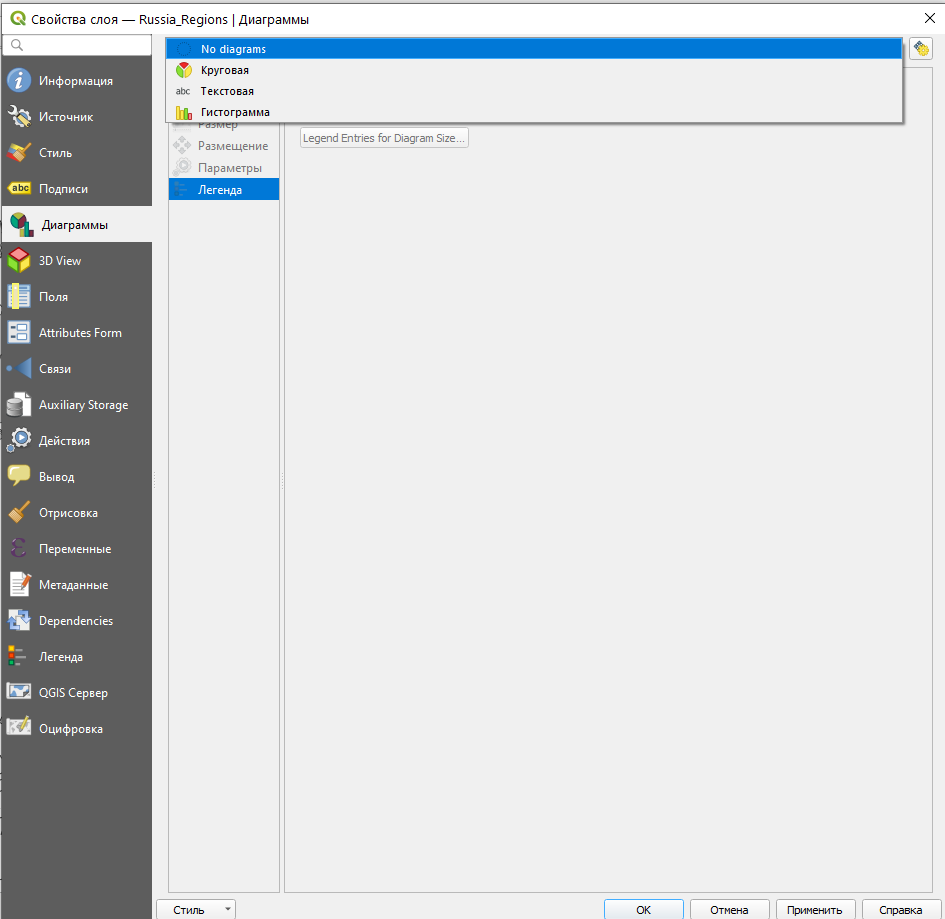 Свойства слоя — Russia_Regions | Диаграммы
No diagrams
Круговая
Текстовая
abc
Гистограмма
Размер
Размещение
Параметры
Легенда
Legend Entries for Diagram Size...
Информация
Источник
Стиль
abc
Подписи
Диаграммы
3D View
Поля
Attributes Form
Связи
Auxiliary Storage
Действия
Вывод
Отрисовка
Переменные
Метаданные
Dependencies
Легенда
QGIS Сервер
Оцифровка
Стиль
OK
Отмена
Применить
Справка